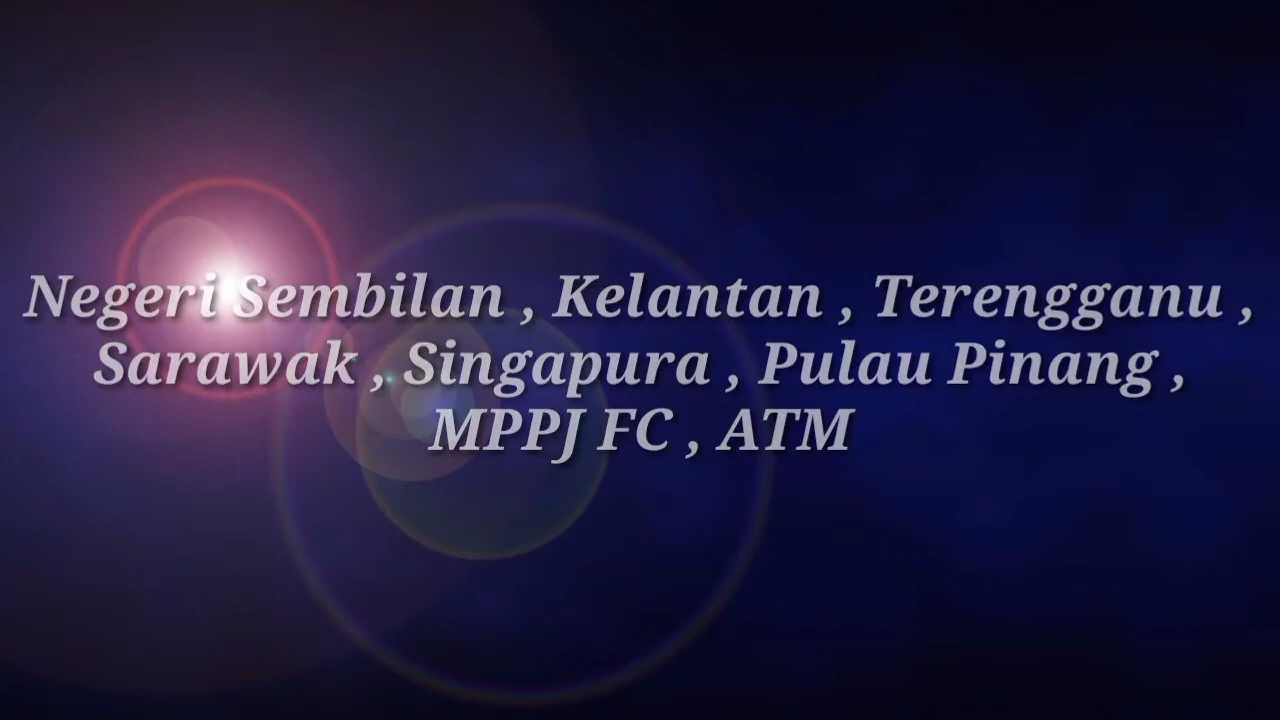 Negeri Sembilan , Kelantan , Terengganu ,
Sarawak , Singapura , Pulau Pinang ,
MPPJ FC , ATM